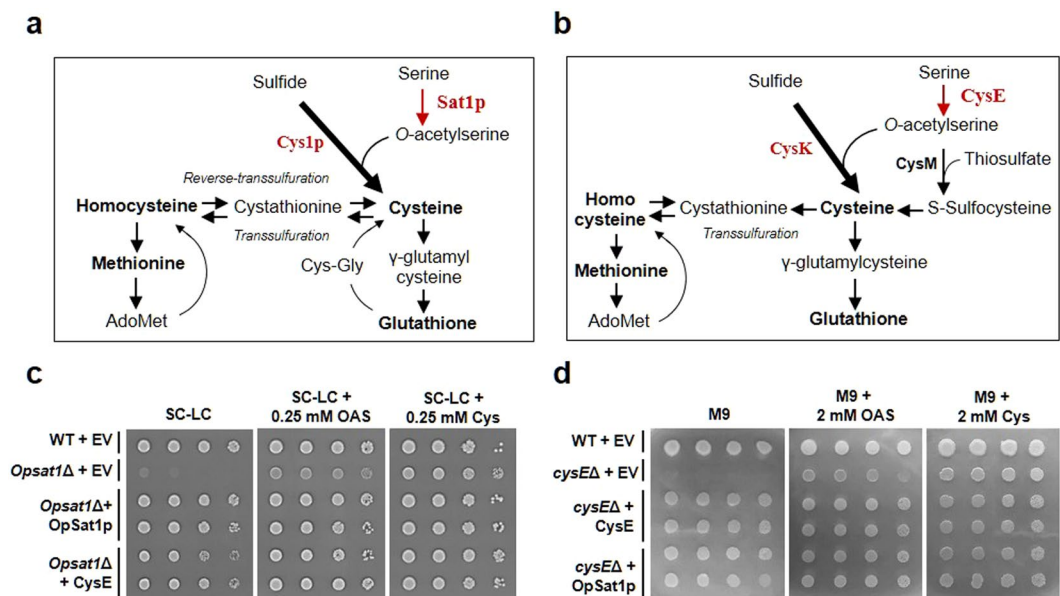 a
Sulfide
Serine
Sat1p
Cys1p
O-acetylserine
Reverse-transsulfuration
Homocysteine
Cystathionine
Cysteine
Transsulfuration
Methionine
Cys-Gly
γ-glutamyl
cysteine
AdoMet
Glutathione
b
Sulfide
Serine
CysE
O-acetylserine
CysK
CysM
Thiosulfate
Homo
cysteine
Cystathionine
Cysteine
S-Sulfocysteine
Transsulfuration
Methionine
γ-glutamylcysteine
AdoMet
Glutathione
c
SC-LC
SC-LC +
0.25 mM OAS
SC-LC +
0.25 mM Cys
WT + EV
Opsat1Δ + EV
Opsat1Δ+
OpSat1p
Opsat1Δ
+ CysE
d
M9
M9 +
2 mM OAS
M9 +
2 mM Cys
WT + EV
cysEΔ + EV
cysEΔ +
CysE
cysEΔ +
OpSat1p